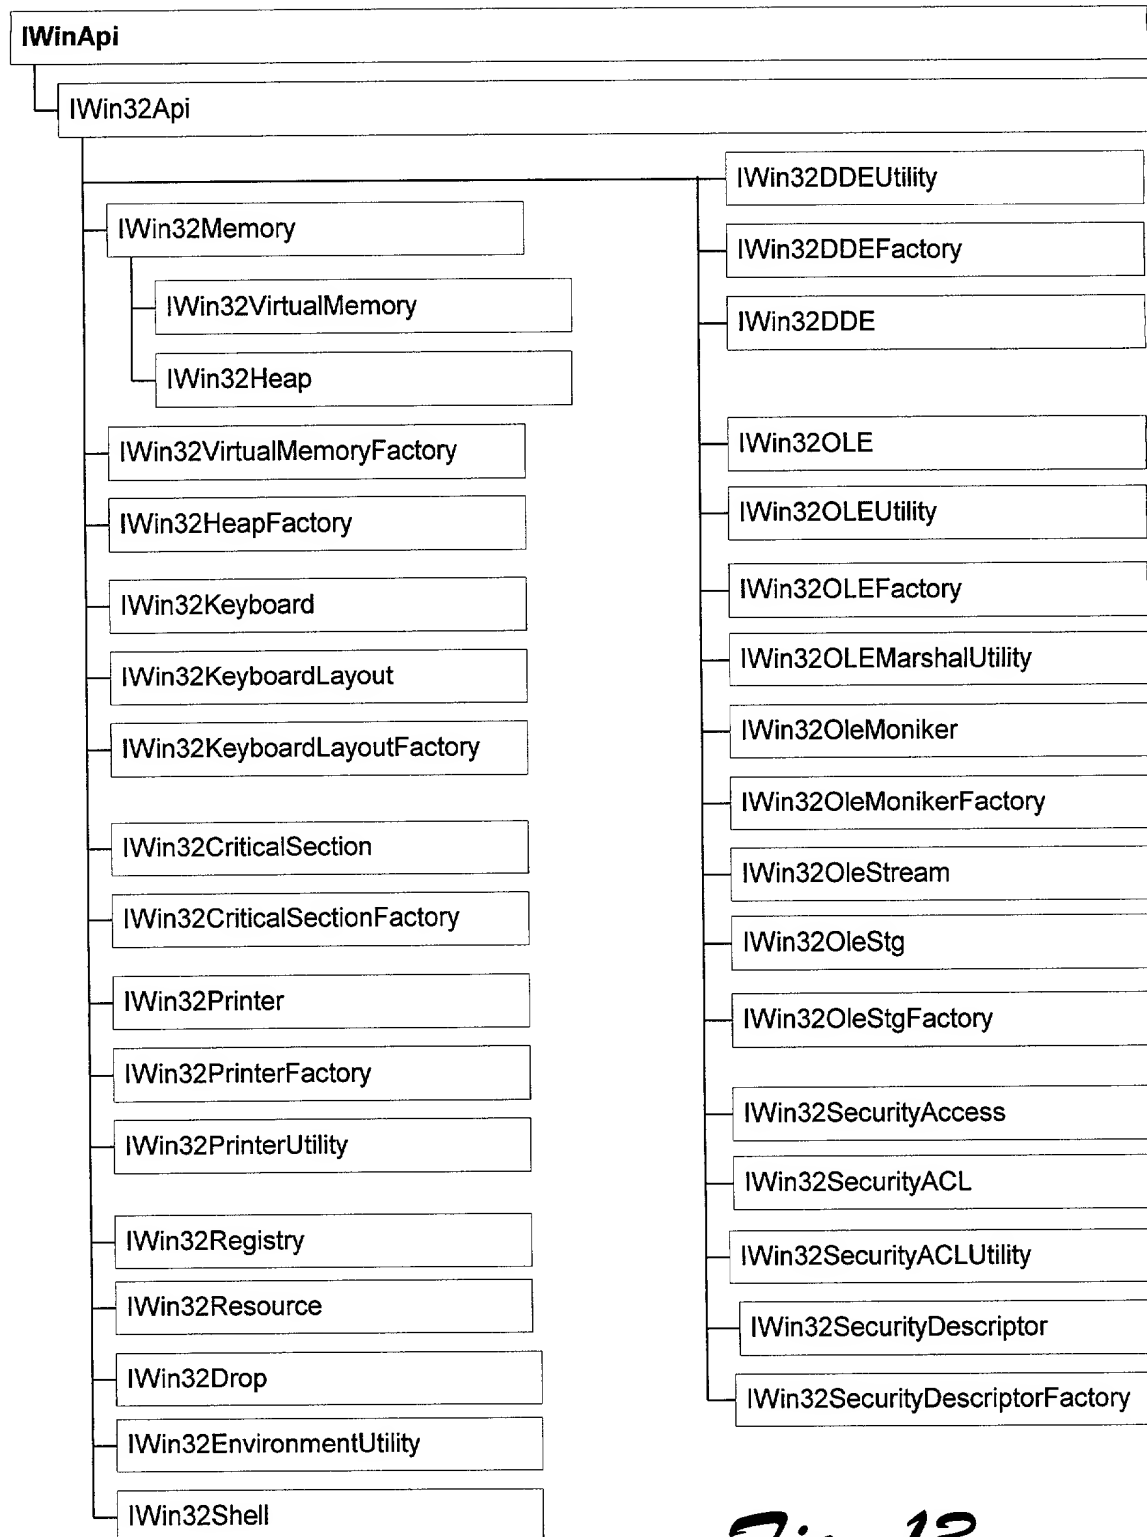 IWinApi
IWin32Api
IWin32Memory
IWin32VirtualMemory
IWin32Heap
IWin32VirtualMemoryFactory
IWin32HeapFactory
IWin32Keyboard
IWin32KeyboardLayout
IWin32KeyboardLayoutFactory
IWin32CriticalSection
IWin32CriticalSectionFactory
IWin32Printer
IWin32PrinterFactory
IWin32PrinterUtility
IWin32Registry
IWin32Resource
IWin32Drop
IWin32EnvironmentUtility
IWin32Shell
IWin32DDEUtility
IWin32DDEFactory
IWin32DDE
IWin32OLE
IWin32OLEUtility
IWin32OLEFactory
IWin32OLEMarshalUtility
IWin32OleMoniker
IWin32OleMonikerFactory
IWin32OleStream
IWin32OleStg
IWin32OleStgFactory
IWin32SecurityAccess
IWin32SecurityACL
IWin32SecurityACLUtility
IWin32SecurityDescriptor
IWin32SecurityDescriptorFactory